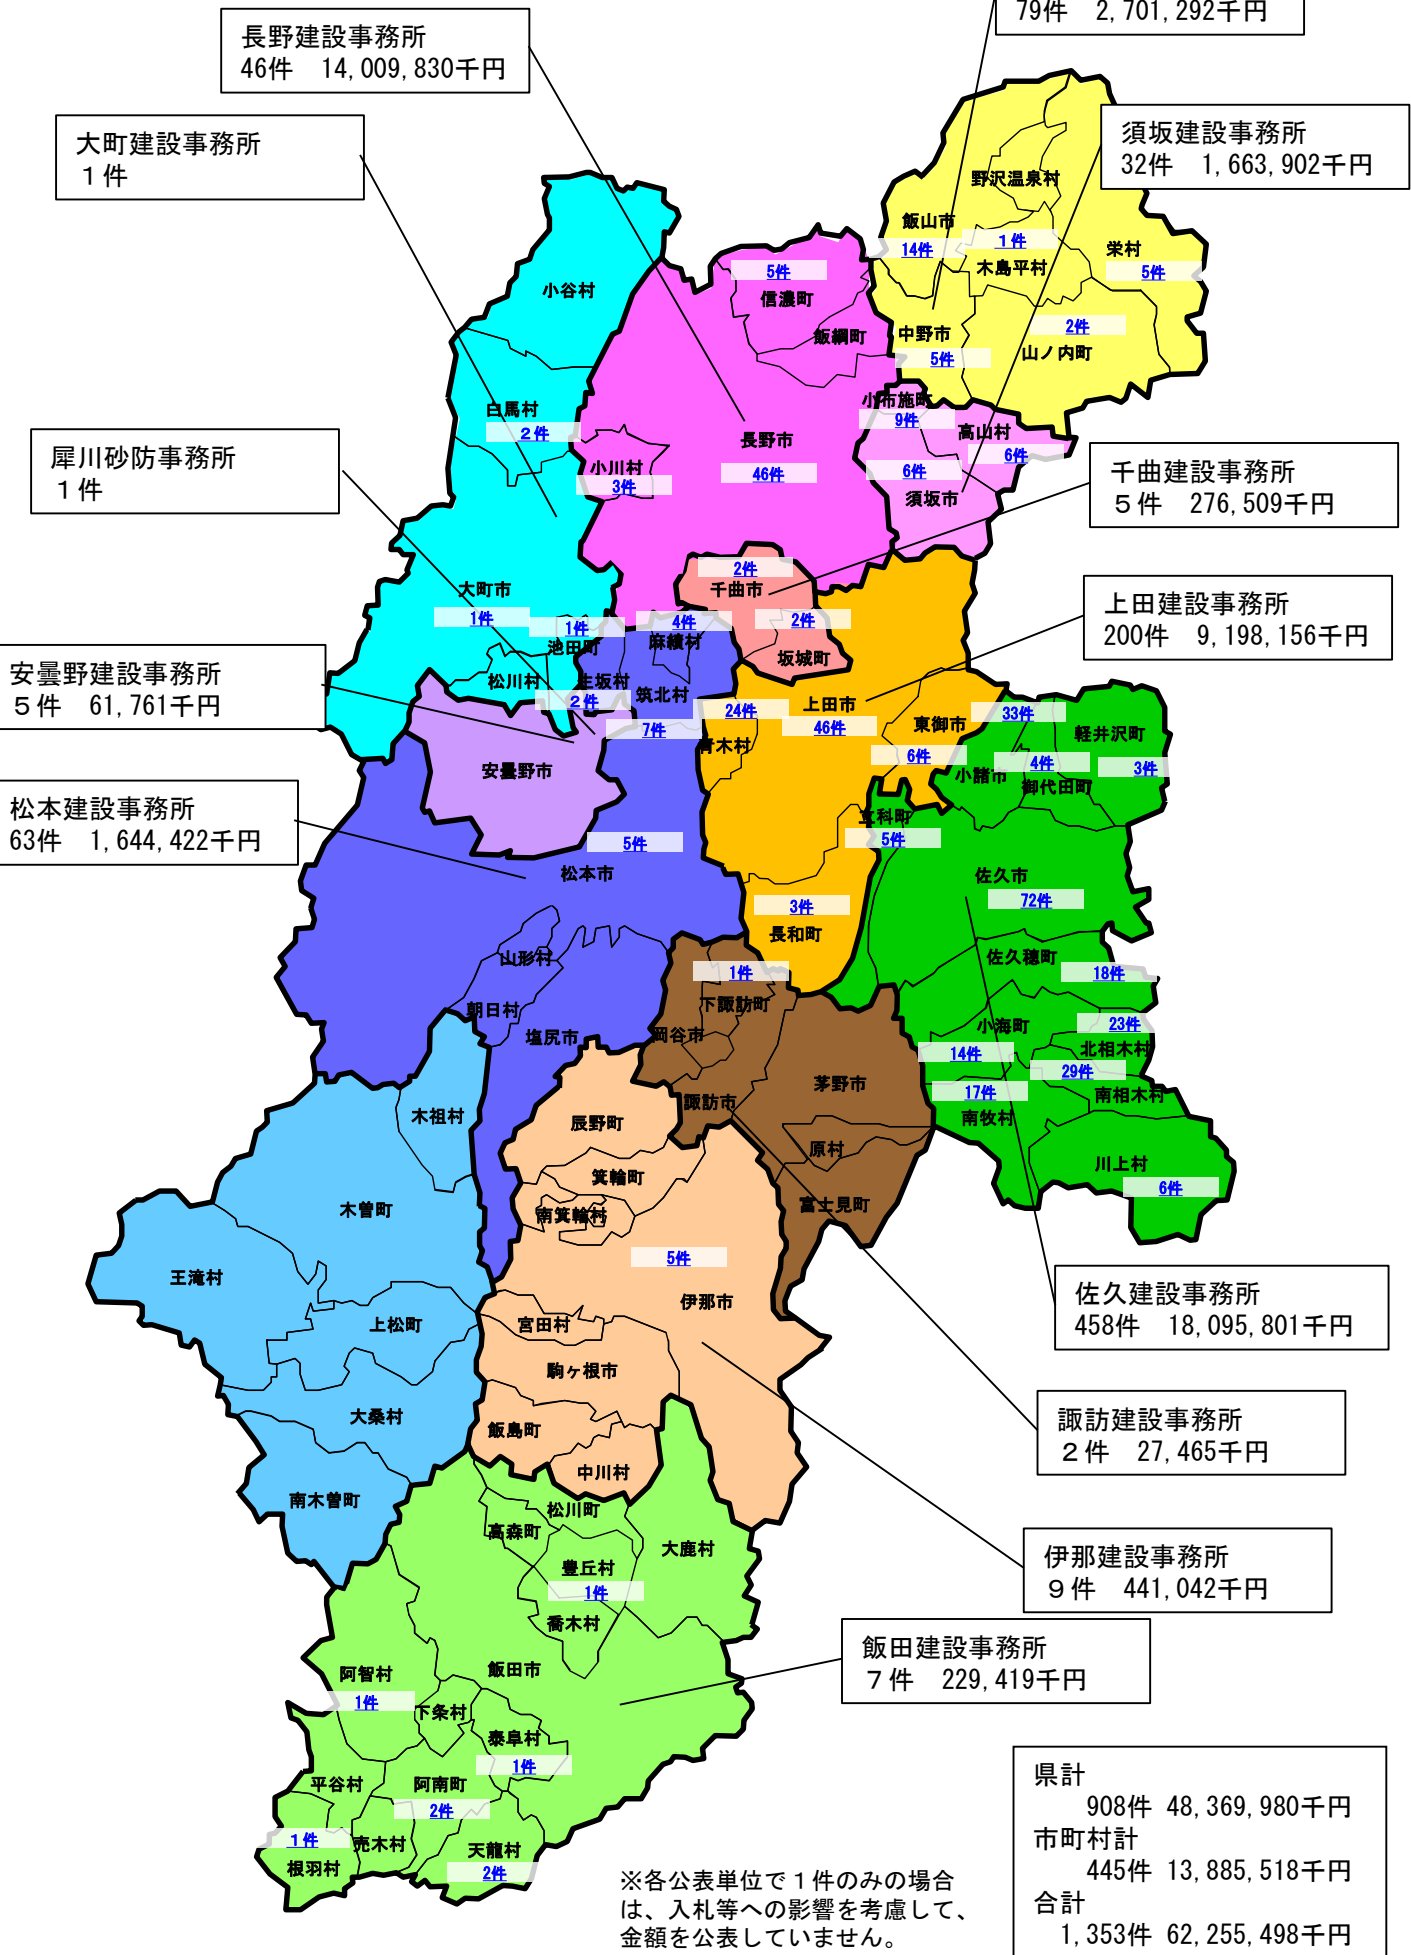 79件　2,701,292千円
長野建設事務所
46件　14,009,830千円
大町建設事務所
１件
須坂建設事務所
32件　1,663,902千円
野沢温泉村
飯山市
14件
１件
木島平村
栄村
5件
小谷村
5件
信濃町
飯綱町
中野市
5件
2件
山ノ内町
白馬村
２件
小布施町
9件
高山村
6件
長野市
46件
小川村
3件
6件
須坂市
犀川砂防事務所
１件
千曲建設事務所
５件　276,509千円
2件
千曲市
2件
坂城町
大町市
1件
1件
池田町
4件
麻績村
松川村
生坂村
２件
筑北村
7件
上田建設事務所
200件　9,198,156千円
安曇野建設事務所
５件　61,761千円
24件
青木村
上田市
46件
東御市
6件
33件
小諸市
4件
御代田町
軽井沢町
3件
安曇野市
松本建設事務所
63件　1,644,422千円
5件
松本市
立科町
5件
佐久市
72件
3件
長和町
山形村
朝日村
塩尻市
1件
下諏訪町
岡谷市
諏訪市
茅野市
原村
富士見町
佐久穂町
18件
小海町
23件
北相木村
14件
29件
南相木村
17件
南牧村
川上村
6件
木祖村
木曽町
王滝村
上松町
大桑村
南木曽町
辰野町
箕輪町
南箕輪村
5件
伊那市
宮田村
駒ヶ根市
飯島町
中川村
佐久建設事務所
458件　18,095,801千円
諏訪建設事務所
２件　27,465千円
伊那建設事務所
９件　441,042千円
松川町
高森町
大鹿村
豊丘村
1件
喬木村
飯田市
飯田建設事務所
７件　229,419千円
阿智村
1件
下条村
泰阜村
1件
平谷村
阿南町
2件
１件
根羽村
売木村
天龍村
2件
※各公表単位で１件のみの場合
は、入札等への影響を考慮して、
金額を公表していません。
県計
908件 48,369,980千円
市町村計
445件 13,885,518千円
合計
1,353件 62,255,498千円